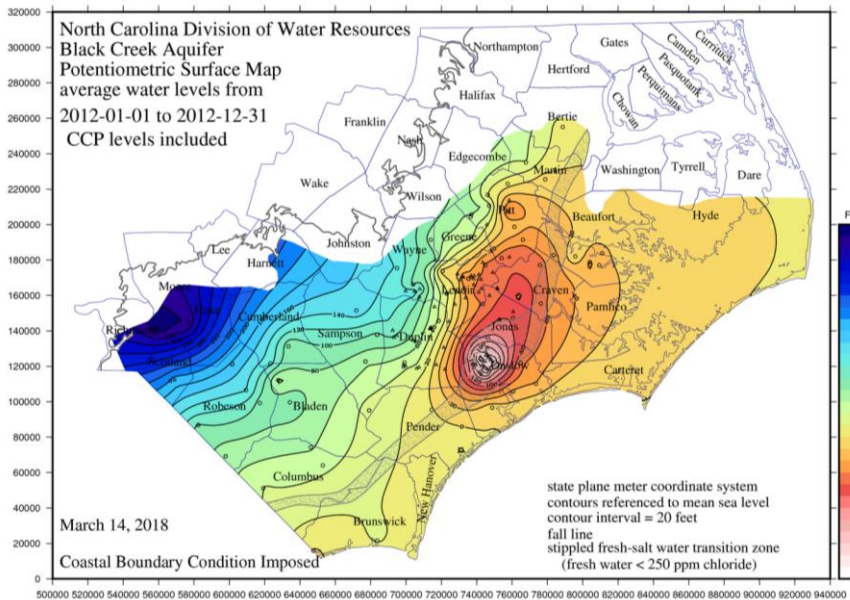 320000
300000
280000
260000
240000
220000
200000
180000
160000
140000
120000
100000
80000
60000
40000
20000
0
North Carolina Division of Water Resources
Black Creek Aquifer
Potentiometric Surface Map
average water levels from
2012-01-01 to 2012-12-31
CCP levels included
Northampton
Gates
Camden
Currituck
Pasquotank
Perquimans
Hertford
Chowan
Halifax
Bertie
Franklin
Nash
Edgecombe
Martin
Washington
Tyrrell
Dare
Wake
Wilson
Pitt
Beaufort
Hyde
Johnston
Greene
Wayne
Lee
Harnett
Lenoir
Craven
Pamlico
Moore
Hoke
Cumberland
Sampson
Duplin
Jones
Richmond
Scotland
Onslow
Carteret
Robeson
Bladen
Pender
Columbus
New Hanover
Brunswick
140
120
100
80
state plane meter coordinate system
contours referenced to mean sea level
contour interval = 20 feet
fall line
stippled fresh-salt water transition zone
(fresh water < 250 ppm chloride)
March 14, 2018
Coastal Boundary Condition Imposed
F
500000 520000 540000 560000 580000 600000 620000 640000 660000 680000 700000 720000 740000 760000 780000 800000 820000 840000 860000 880000 900000 920000 940000